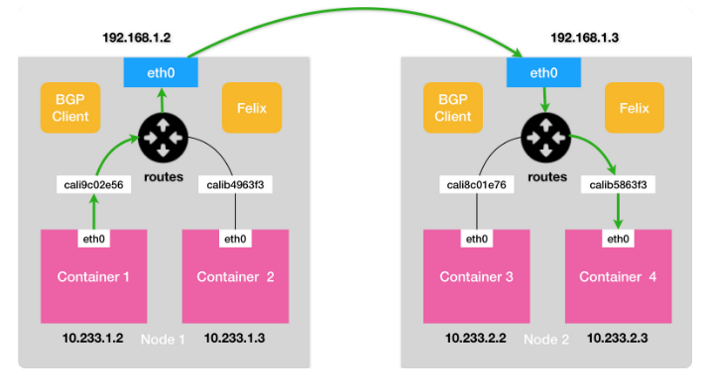 192.168.1.2
192.168.1.3
eth0
eth0
BGP
Client
Felix
BGP
Client
Felix
routes
routes
cali9c02e56
calib4963f3
cali8c01e76
calib5863f3
eth0
eth0
eth0
eth0
Container 1
Container 2
Container 3
Container 4
10.233.1.2
Node 1
10.233.1.3
10.233.2.2
Node 2
10.233.2.3